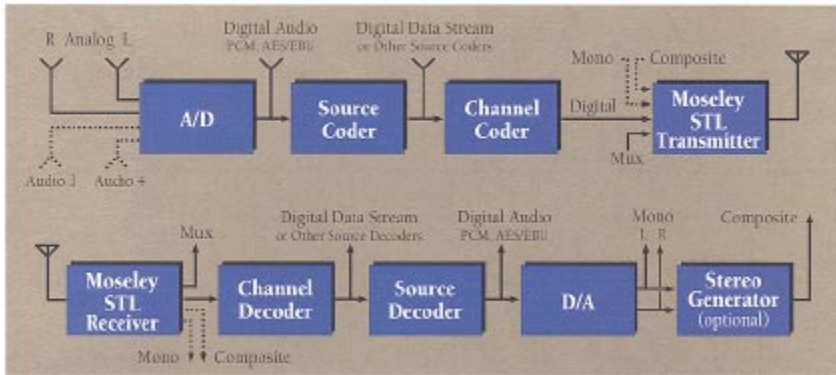 R Analog L
Digital Audio
PCM, AES/EBU
Digital Data Stream
or Other Source Coders
Mono
Composite
A/D
Source
Coder
Channel
Coder
Digital
Moseley
STL
Transmitter
Mux
Audio 3
Audio 4
Mux
Digital Data Stream
or Other Source Decoders
Digital Audio
PCM, AES/EBU
Mono
L R
Composite
Moseley
STL
Receiver
Channel
Decoder
Source
Decoder
D/A
Stereo
Generator
(optional)
Mono
Composite